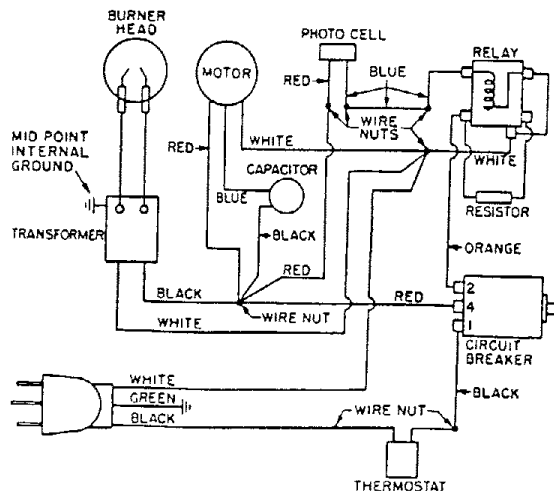 BURNER
HEAD
PHOTO CELL
RELAY
MOTOR
RED
BLUE
WIRE
NUTS
WHITE
WHITE
RED
MID POINT
INTERNAL
GROUND
CAPACITOR
BLUE
RESISTOR
TRANSFORMER
BLACK
ORANGE
RED
BLACK
RED
2
4
1
WHITE
WIRE NUT
CIRCUIT
BREAKER
WHITE
GREEN
BLACK
BLACK
WIRE NUT
THERMOSTAT